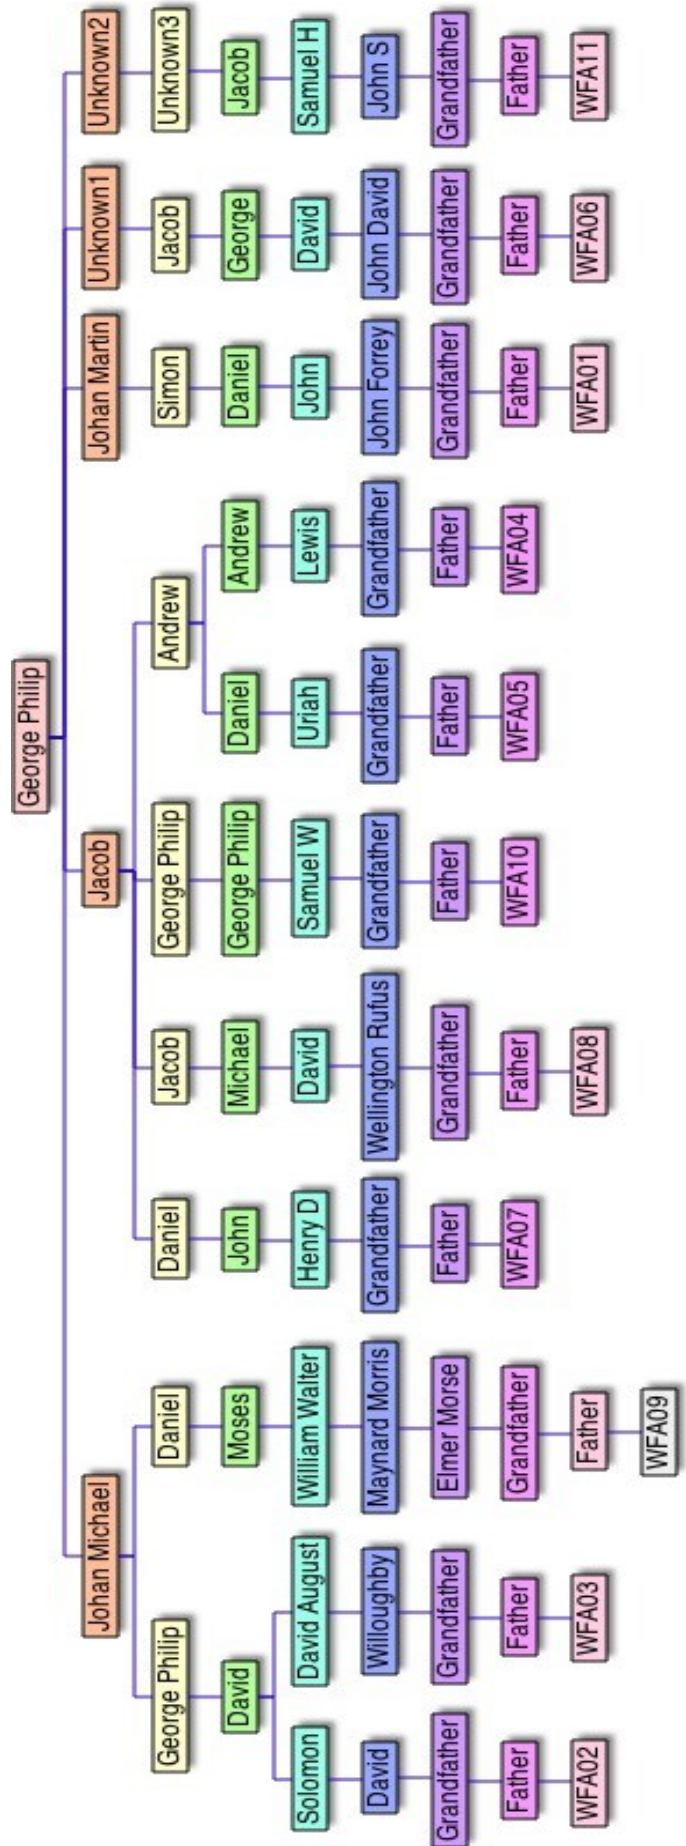 George Philip
Johan Michael
Jacob
Johan Martin
Unknown1
Unknown2
George Philip
Daniel
Daniel
Jacob
George Philip
Andrew
Simon
Jacob
Unknown3
David
Moses
John
Michael
George Philip
Daniel
Andrew
Daniel
George
Jacob
Solomon
David August
William Walter
Henry D
David
Samuel W
Uriah
Lewis
John
David
Samuel H
David
Willoughby
Maynard Morris
Grandfather
Wellington Rufus
Grandfather
Grandfather
Grandfather
John Forrey
John David
John S
Grandfather
Grandfather
Elmer Morse
Father
Grandfather
Father
Father
Father
Grandfather
Grandfather
Grandfather
Father
Father
Grandfather
WFA07
Father
WFA10
WFA05
WFA04
Father
Father
Father
WFA02
WFA03
Father
WFA08
WFA01
WFA06
WFA11
WFA09